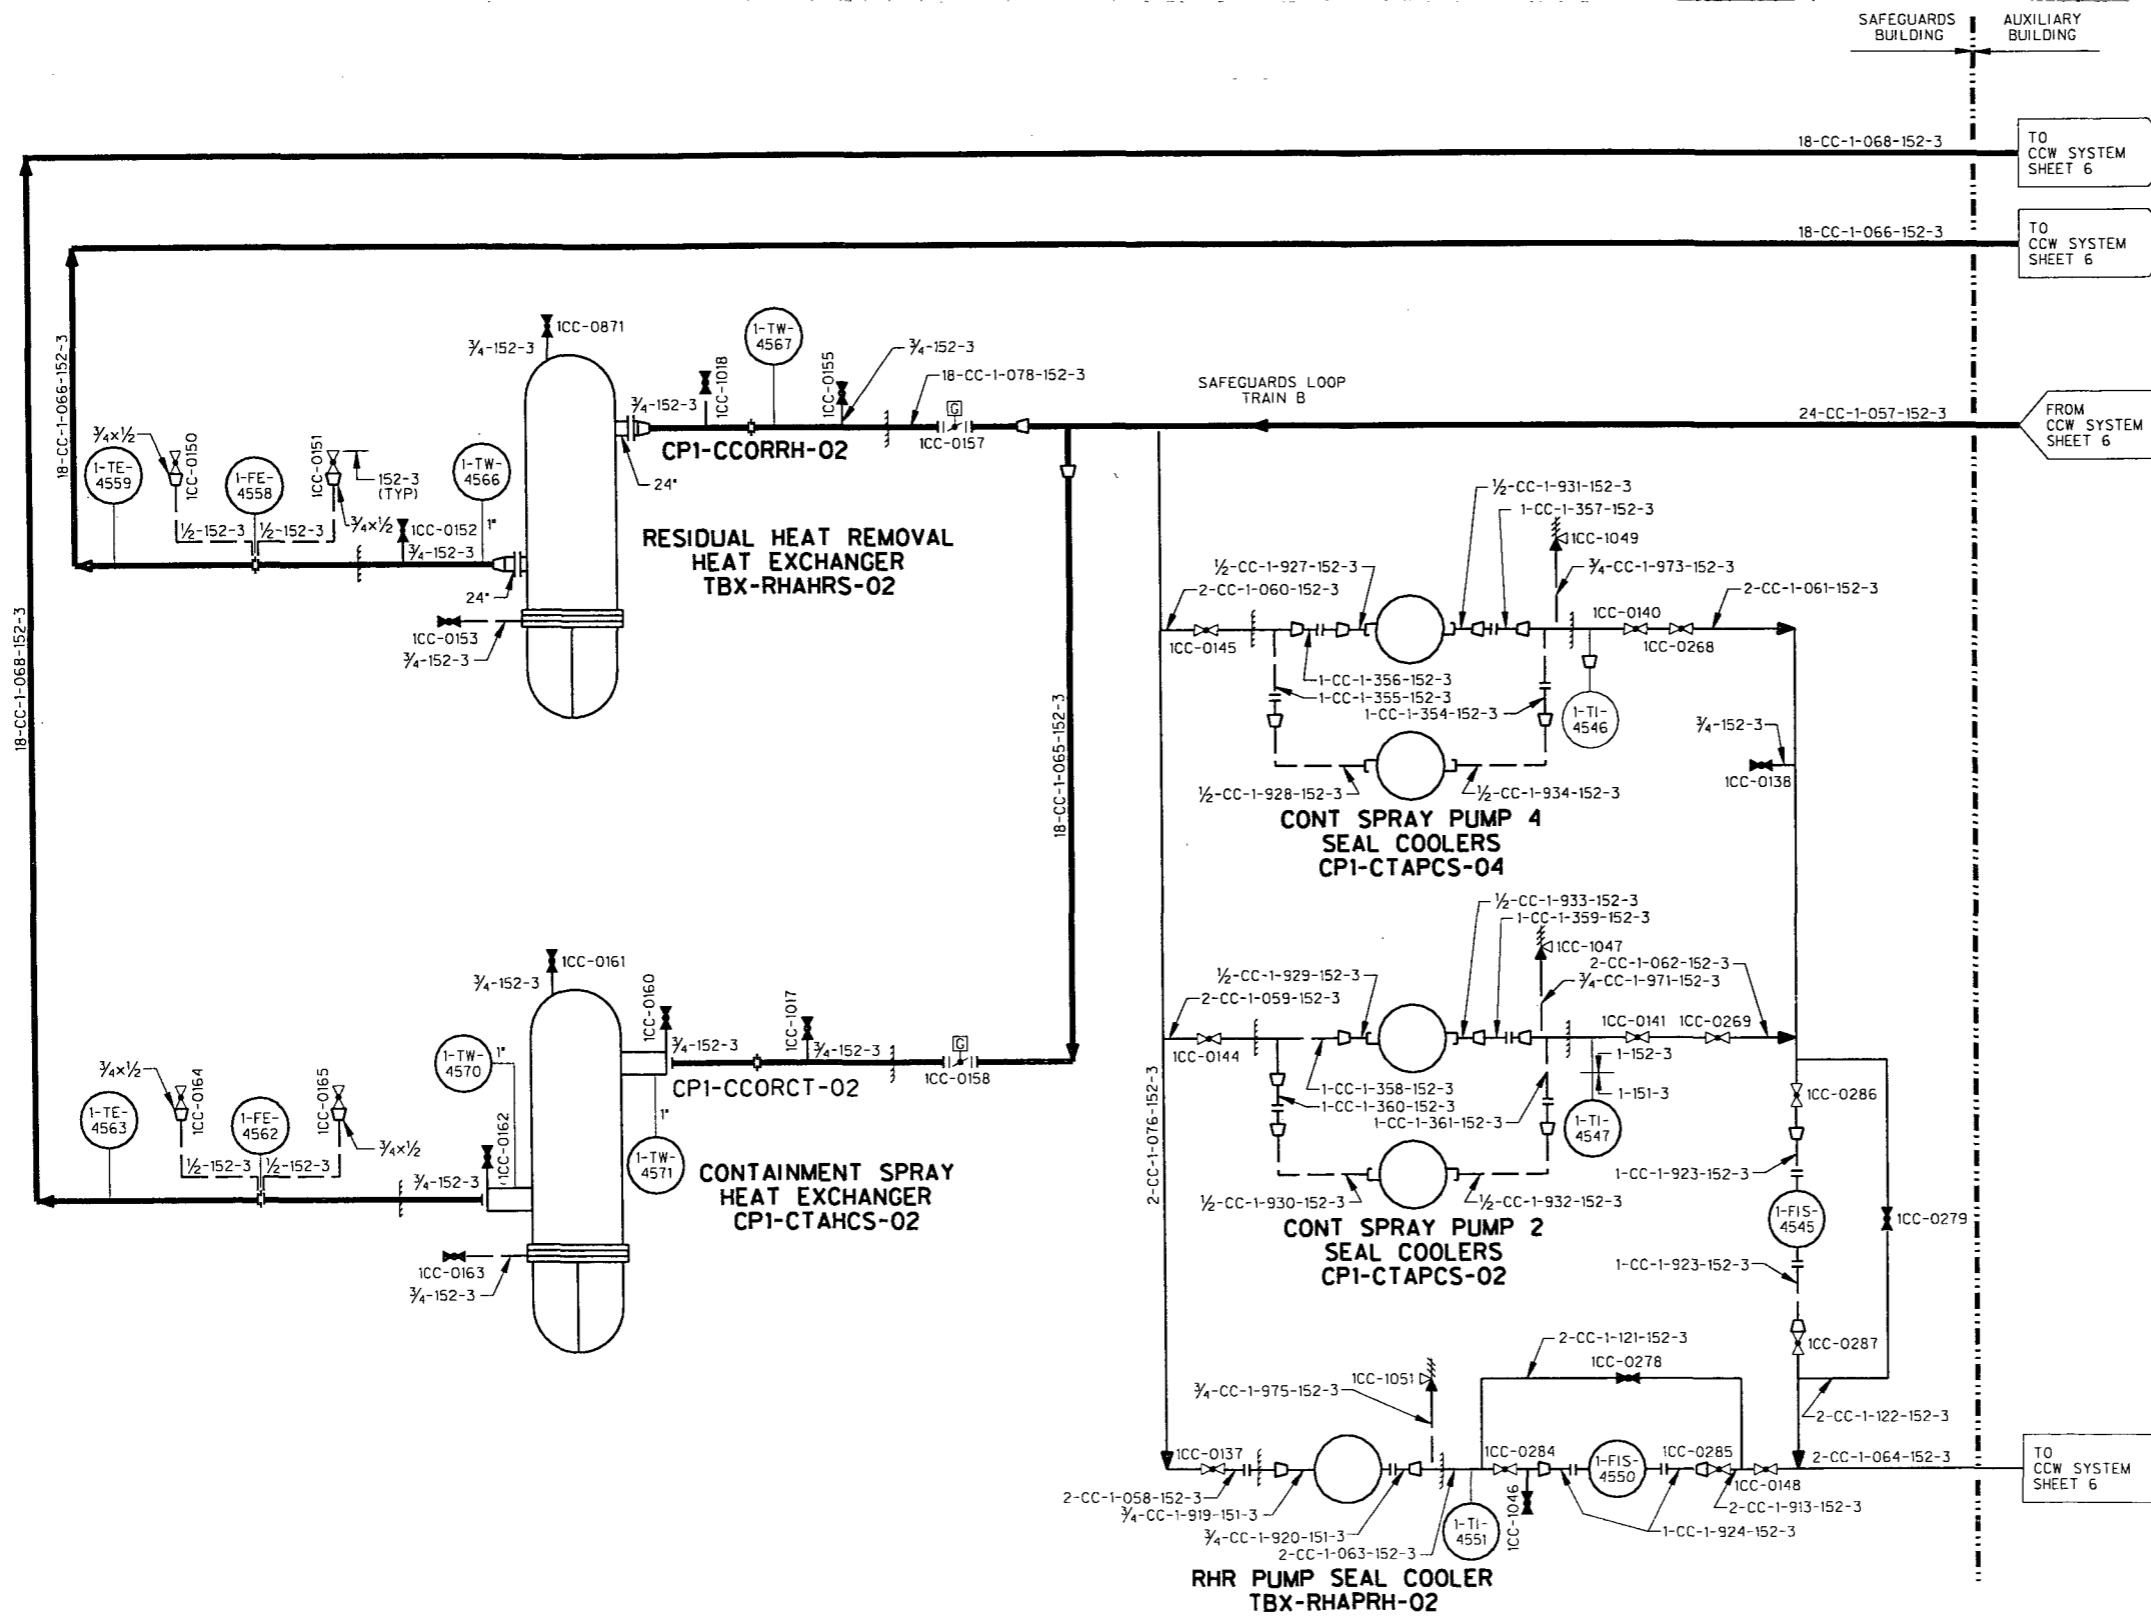 SAFEGUARDS
BUILDING
AUXILIARY
BUILDING
18-CC-1-068-152-3
TO
CCW SYSTEM
SHEET 6
18-CC-1-066-152-3
TO
CCW SYSTEM
SHEET 6
24-CC-1-057-152-3
FROM
CCW SYSTEM
SHEET 6
SAFEGUARDS LOOP
TRAIN B
18-CC-1-068-152-3
18-CC-1-066-152-3
1CC-0871
¾-152-3
1-TW-
4567
1CC-1018
1CC-0155
¾-152-3
18-CC-1-078-152-3
¾-152-3
G
1CC-0157
CP1-CCORRH-02
24"
¾×½
1-TE-
4559
1CC-0150
1-FE-
4558
1CC-0151
152-3
(TYP)
½-152-3
½-152-3
¾×½
1CC-0152
¾-152-3
1-TW-
4566
1"
24"
1CC-0153
¾-152-3
RESIDUAL HEAT REMOVAL
HEAT EXCHANGER
TBX-RHAHRS-02
18-CC-1-065-152-3
1CC-0161
¾-152-3
1CC-0160
1CC-1017
¾-152-3
¾-152-3
G
1CC-0158
CP1-CCORCT-02
1-TW-
4570
1"
1"
1-TW-
4571
¾×½
1-TE-
4563
1CC-0164
1-FE-
4562
1CC-0165
½-152-3
½-152-3
¾×½
1CC-0162
¾-152-3
1CC-0163
¾-152-3
CONTAINMENT SPRAY
HEAT EXCHANGER
CP1-CTAHCS-02
½-CC-1-931-152-3
1-CC-1-357-152-3
1CC-1049
½-CC-1-927-152-3
¾-CC-1-973-152-3
2-CC-1-060-152-3
2-CC-1-061-152-3
1CC-0140
1CC-0145
1CC-0268
1-CC-1-356-152-3
1-CC-1-355-152-3
1-CC-1-354-152-3
1-TI-
4546
¾-152-3
1CC-0138
½-CC-1-928-152-3
½-CC-1-934-152-3
CONT SPRAY PUMP 4
SEAL COOLERS
CP1-CTAPCS-04
½-CC-1-933-152-3
1-CC-1-359-152-3
1CC-1047
2-CC-1-062-152-3
½-CC-1-929-152-3
¾-CC-1-971-152-3
2-CC-1-059-152-3
1CC-0141
1CC-0269
1CC-0144
1-152-3
1-151-3
1-CC-1-358-152-3
1-CC-1-360-152-3
1-CC-1-361-152-3
1-TI-
4547
2-CC-1-076-152-3
½-CC-1-930-152-3
½-CC-1-932-152-3
CONT SPRAY PUMP 2
SEAL COOLERS
CP1-CTAPCS-02
1CC-0286
1-CC-1-923-152-3
1-FIS-
4545
1CC-0279
1-CC-1-923-152-3
1CC-0287
2-CC-1-122-152-3
2-CC-1-121-152-3
1CC-0278
1CC-1051
¾-CC-1-975-152-3
1CC-0137
1CC-0284
1-FIS-
4550
1CC-0285
2-CC-1-064-152-3
TO
CCW SYSTEM
SHEET 6
1CC-0148
2-CC-1-058-152-3
¾-CC-1-919-151-3
2-CC-1-913-152-3
¾-CC-1-920-151-3
1-TI-
4551
1CC-1046
1-CC-1-924-152-3
2-CC-1-063-152-3
RHR PUMP SEAL COOLER
TBX-RHAPRH-02